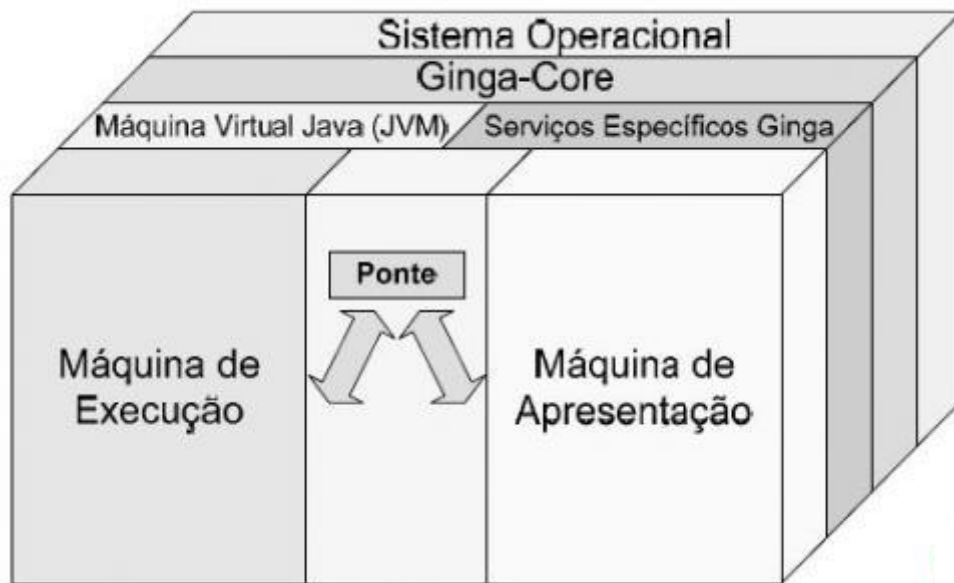 Sistema Operacional
Ginga-Core
Máquina Virtual Java (JVM)
Serviços Específicos Ginga
Ponte
Máquina de
Execução
Máquina de
Apresentação